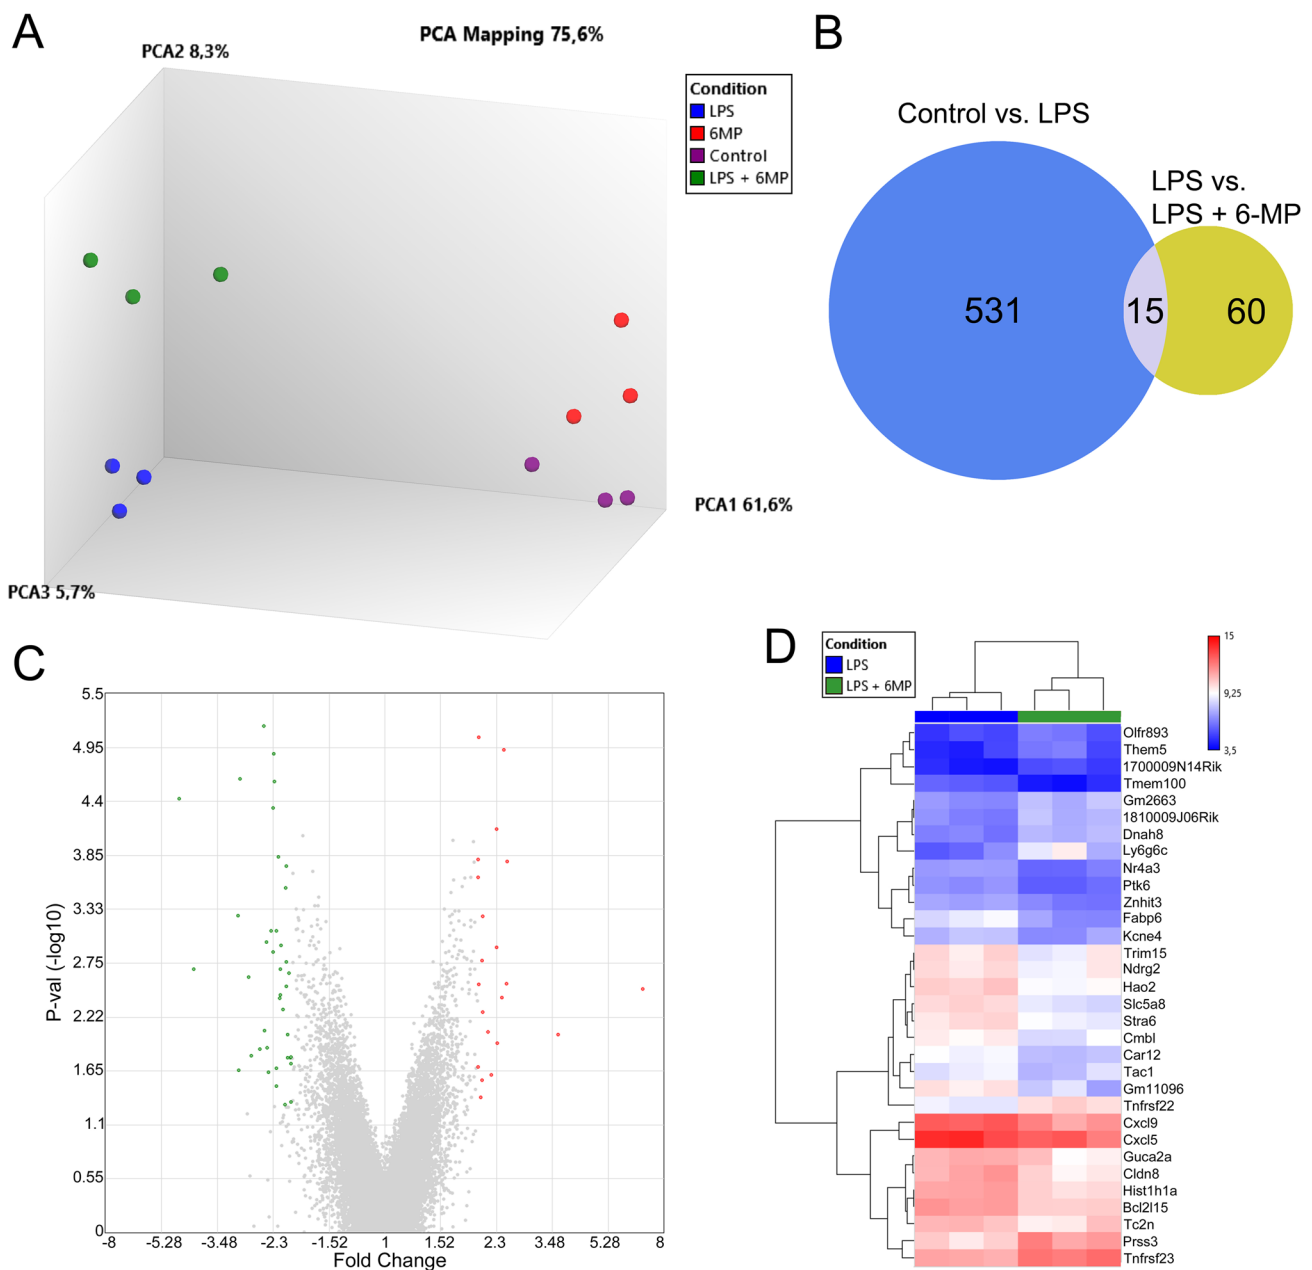 A
PCA Mapping 75,6%
PCA2 8,3%
Condition
LPS
6MP
Control
LPS + 6MP
PCA1 61,6%
PCA3 5,7%
B
Control vs. LPS
LPS vs.
LPS + 6-MP
531
15
60
C
5.5
4.95
4.4
3.85
3.33
2.75
2.22
1.65
1.1
0.55
0
P-val (-log10)
-8 -5.28 -3.48 -2.3 -1.52 1 1.52 2.3 3.48 5.28 8
Fold Change
D
Condition
LPS
LPS + 6MP
15
9,25
3,5
Olfr893
Them5
1700009N14Rik
Tmem100
Gm2663
1810009J06Rik
Dnah8
Ly6g6c
Nr4a3
Ptk6
Znhit3
Fabp6
Kcne4
Trim15
Ndrg2
Hao2
Slc5a8
Stra6
Cmbl
Car12
Tac1
Gm11096
Tnfrsf22
Cxcl9
Cxcl5
Guca2a
Cldn8
Hist1h1a
Bcl2l15
Tc2n
Prss3
Tnfrsf23